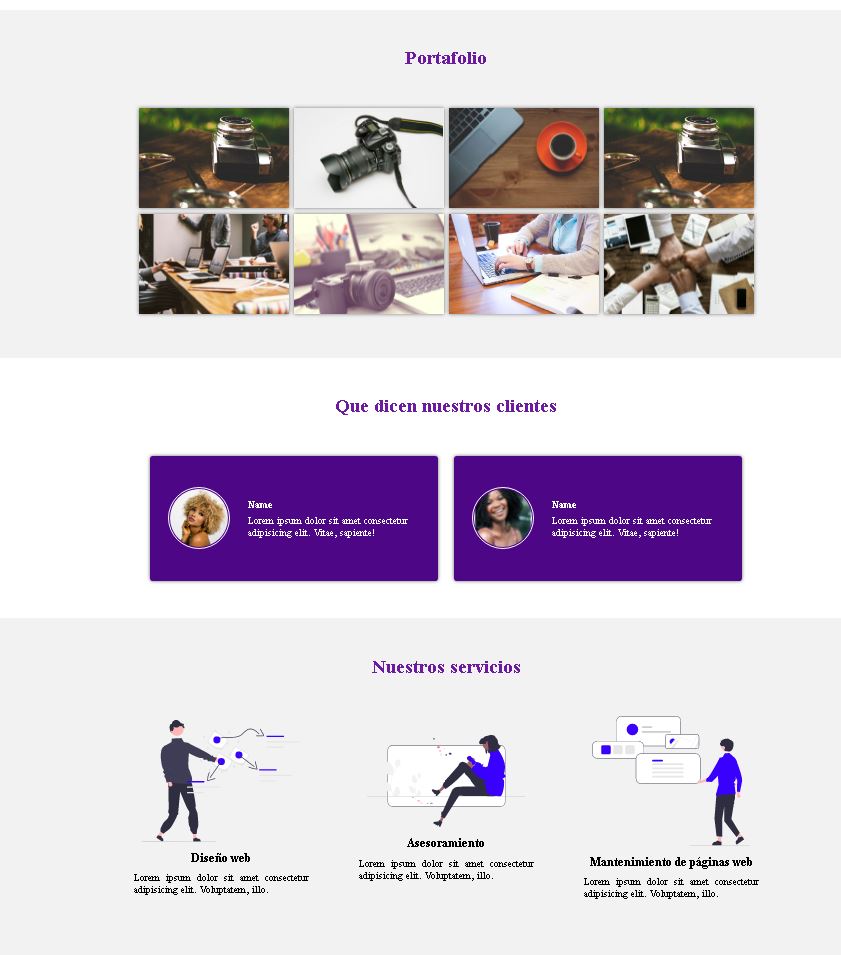 Portafolio
Que dicen nuestros clientes
Name
Lorem ipsum dolor sit amet consectetur
adipisicing elit. Vitae, sapiente!
Name
Lorem ipsum dolor sit amet consectetur
adipisicing elit. Vitae, sapiente!
Nuestros servicios
Diseño web
Lorem ipsum dolor sit amet consectetur
adipisicing elit. Voluptatem, illo.
Asesoramiento
Lorem ipsum dolor sit amet consectetur
adipisicing elit. Voluptatem, illo.
Mantenimiento de páginas web
Lorem ipsum dolor sit amet consectetur
adipisicing elit. Voluptatem, illo.